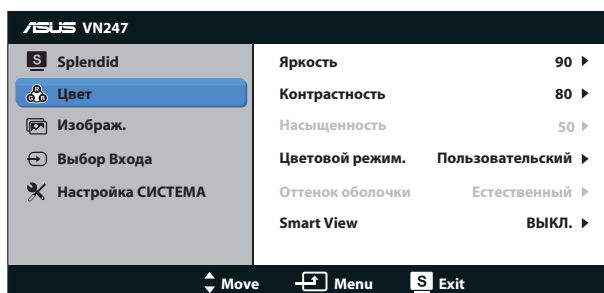 ASUS VN247
S Splendid
Цвет
Изображ.
Выбор Входа
Настройка СИСТЕМА
Яркость 90
Контрастность 80
Насыщенность 50
Цветовой режим. Пользовательский
Оттенок оболочки Естественный
Smart View ВЫКЛ.
Move Menu S Exit